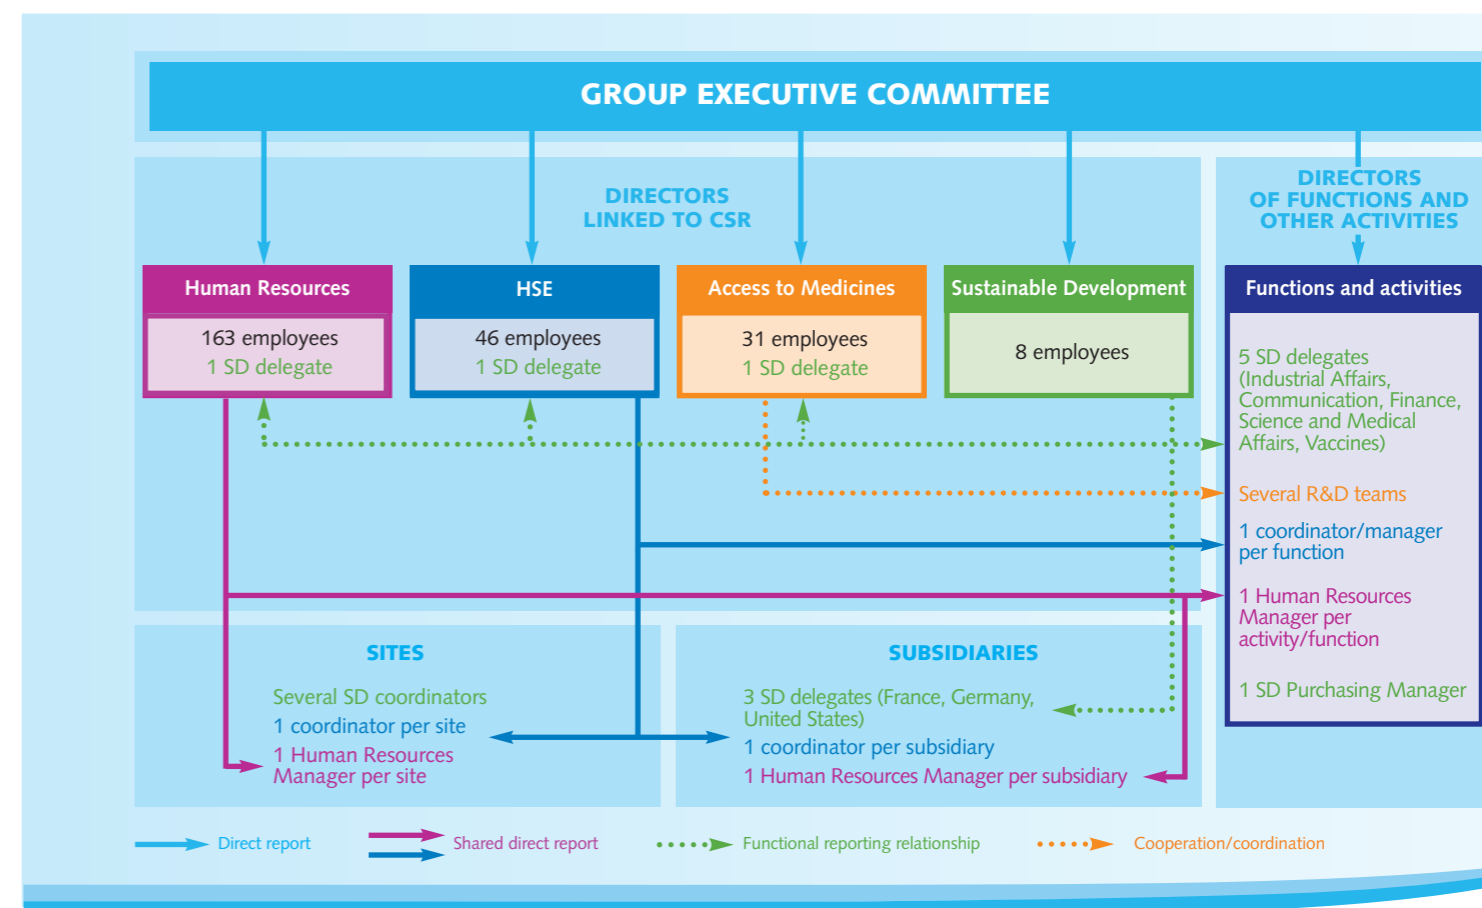 GROUP EXECUTIVE COMMITTEE
DIRECTORS
LINKED TO CSR
DIRECTORS
OF FUNCTIONS AND
OTHER ACTIVITIES
Human Resources
163 employees
1 SD delegate
HSE
46 employees
1 SD delegate
Access to Medicines
31 employees
1 SD delegate
Sustainable Development
8 employees
Functions and activities
5 SD delegates
(Industrial Affairs,
Communication, Finance,
Science and Medical
Affairs, Vaccines)
Several R&D teams
1 coordinator/manager
per function
1 Human Resources
Manager per
activity/function
1 SD Purchasing Manager
SITES
Several SD coordinators
1 coordinator per site
1 Human Resources
Manager per site
SUBSIDIARIES
3 SD delegates (France, Germany,
United States)
1 coordinator per subsidiary
1 Human Resources Manager per subsidiary
Direct report
Shared direct report
Functional reporting relationship
Cooperation/coordination